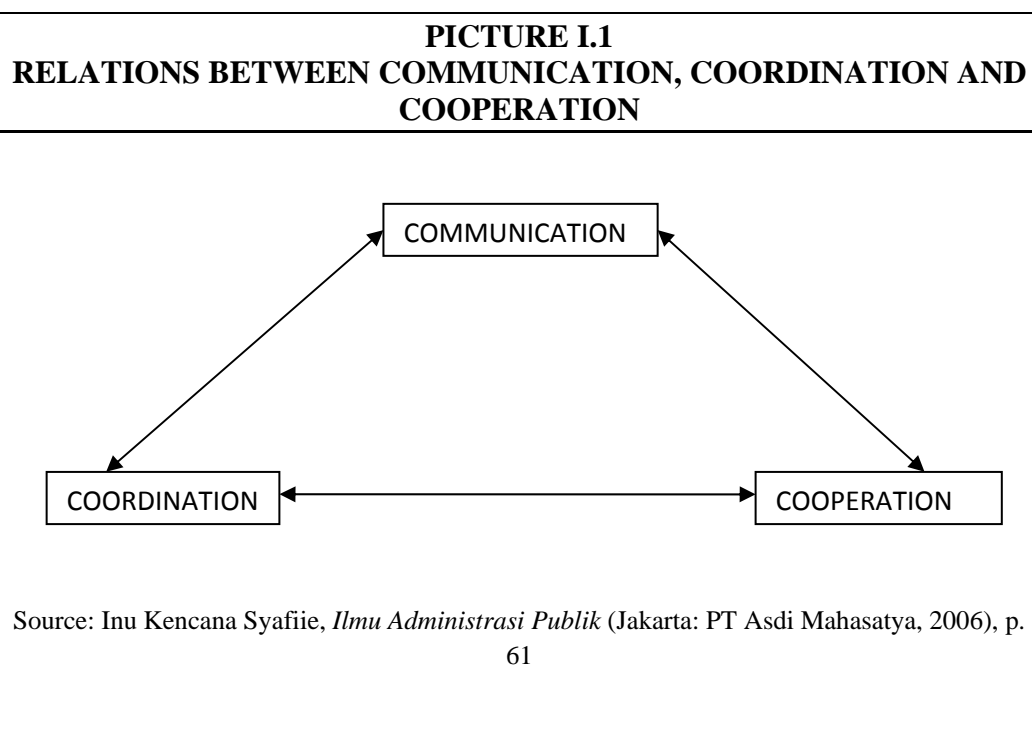 PICTURE I.1
RELATIONS BETWEEN COMMUNICATION, COORDINATION AND
COOPERATION
COMMUNICATION
COORDINATION
COOPERATION
Source: Inu Kencana Syafiie, Ilmu Administrasi Publik (Jakarta: PT Asdi Mahasatya, 2006), p.
61